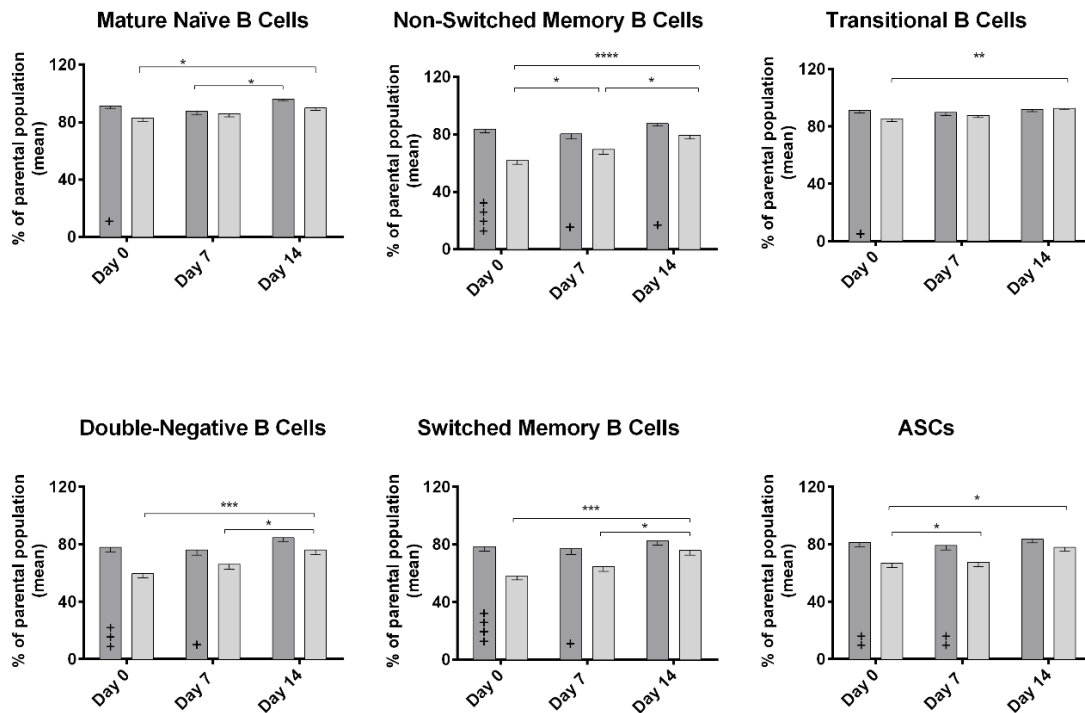 Mature Naïve B Cells
% of parental population
(mean)
120
80
40
0
*
*
+
Day 0
Day 7
Day 14
Non-Switched Memory B Cells
% of parental population
(mean)
120
80
40
0
****
*
*
++++
+
+
Day 0
Day 7
Day 14
Transitional B Cells
% of parental population
(mean)
120
80
40
0
**
+
Day 0
Day 7
Day 14
Double-Negative B Cells
% of parental population
(mean)
120
80
40
0
***
*
+++
+
Day 0
Day 7
Day 14
Switched Memory B Cells
% of parental population
(mean)
120
80
40
0
***
*
++++
+
Day 0
Day 7
Day 14
ASCs
% of parental population
(mean)
120
80
40
0
*
*
++
++
Day 0
Day 7
Day 14